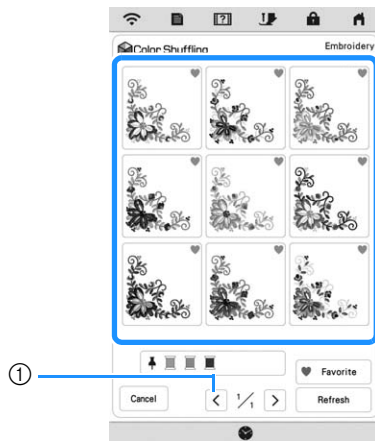 Color Shuffling
Embroidery
①
Favorite
Cancel
1/1
Refresh